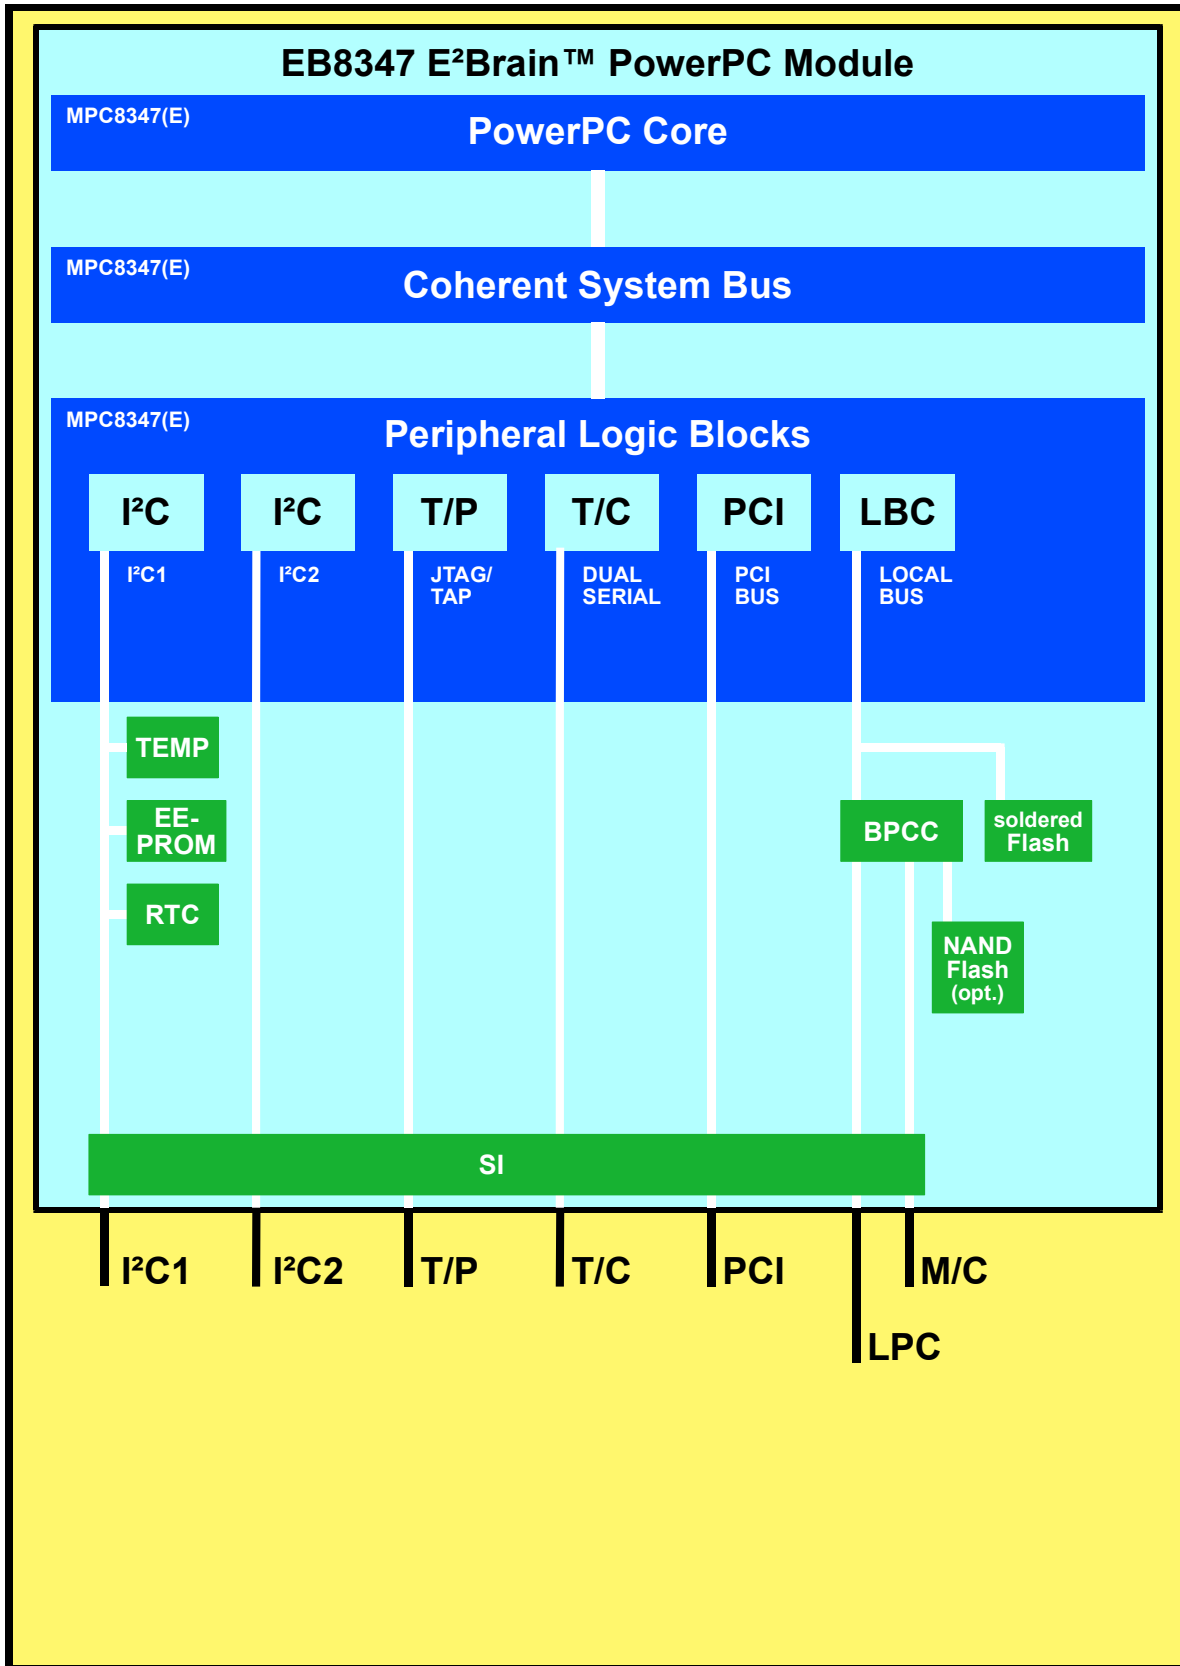 EB8347 E²Brain™ PowerPC Module
MPC8347(E)
PowerPC Core
MPC8347(E)
Coherent System Bus
MPC8347(E)
Peripheral Logic Blocks
I²C
I²C
T/P
T/C
PCI
LBC
I²C1
I²C2
JTAG/
TAP
DUAL
SERIAL
PCI
BUS
LOCAL
BUS
TEMP
EE-
PROM
RTC
BPCC
soldered
Flash
NAND
Flash
(opt.)
SI
I²C1
I²C2
T/P
T/C
PCI
M/C
LPC